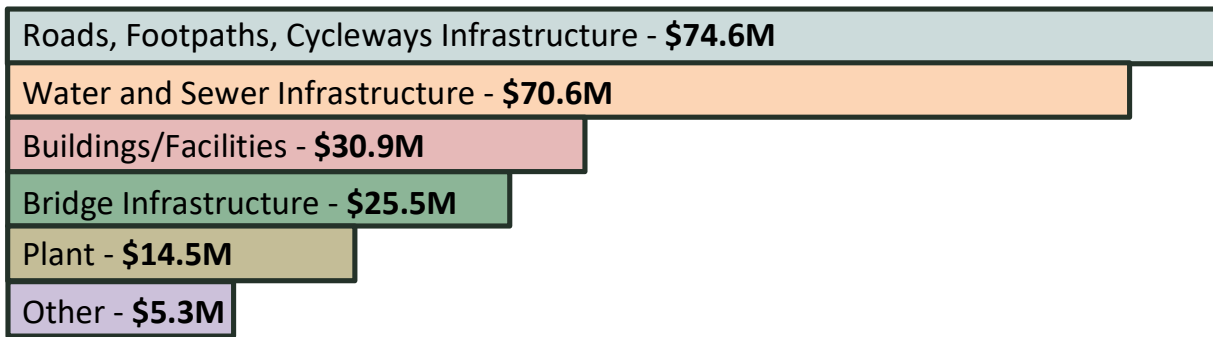 Roads, Footpaths, Cycleways Infrastructure - $74.6M
Water and Sewer Infrastructure - $70.6M
Buildings/Facilities - $30.9M
Bridge Infrastructure - $25.5M
Plant - $14.5M
Other - $5.3M